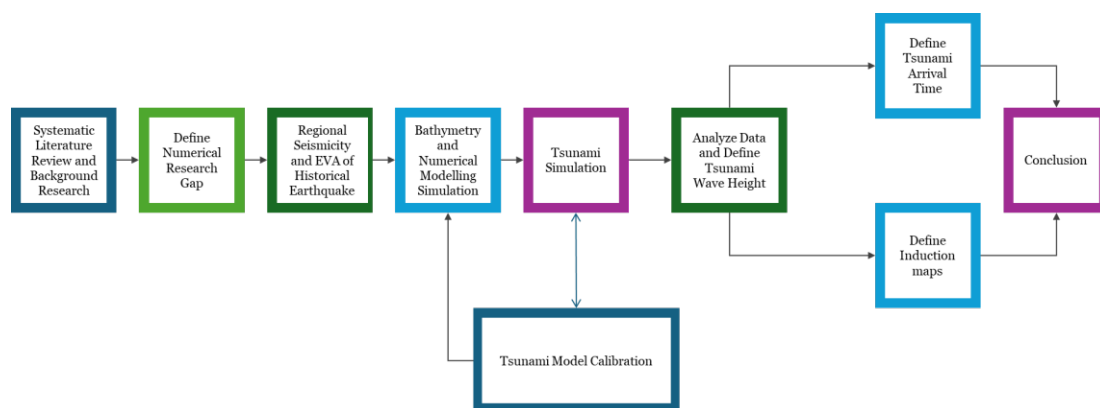 Systematic
Literature
Review and
Background
Research
Define
Numerical
Research
Gap
Regional
Seismicity
and EVA of
Historical
Earthquake
Bathymetry
and
Numerical
Modelling
Simulation
Tsunami
Simulation
Analyze Data
and Define
Tsunami
Wave Height
Define
Tsunami
Arrival
Time
Define
Induction
maps
Conclusion
Tsunami Model Calibration